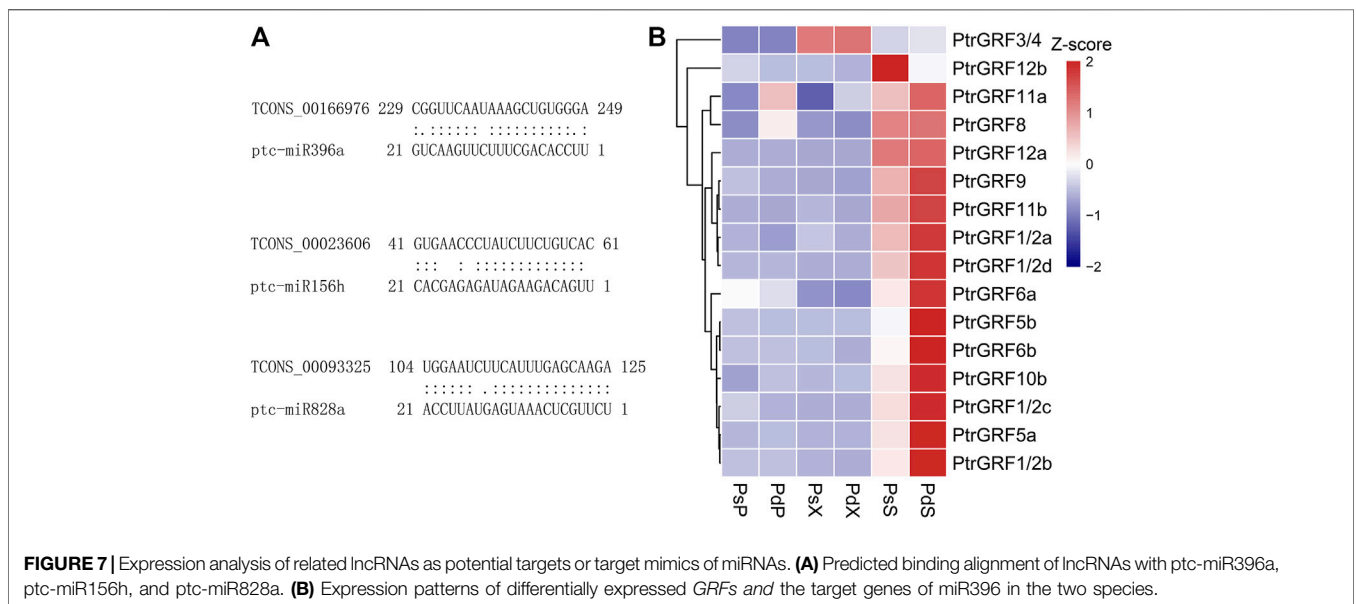 A
TCONS_00166976 229 CGGUUCAAUAAAGCUGUGGGA 249
:. :::::: ::::::::::. :
ptc-miR396a 21 GUCAAGUUCUUUCGACACCUU 1
TCONS_00023606 41 GUGAACCCUAUCUUCUGUCAC 61
::: : :::::::::::::
ptc-miR156h 21 CACGAGAGAUAGAAGACAGUU 1
TCONS_00093325 104 UGGAAUCUUCAUUUGAGCAAGA 125
:::::: .::::::::::::::
ptc-miR828a 21 ACCUUAUGAGUAAACUCGUUCU 1
B
PtrGRF3/4
PtrGRF12b
PtrGRF11a
PtrGRF8
PtrGRF12a
PtrGRF9
PtrGRF11b
PtrGRF1/2a
PtrGRF1/2d
PtrGRF6a
PtrGRF5b
PtrGRF6b
PtrGRF10b
PtrGRF1/2c
PtrGRF5a
PtrGRF1/2b
Z-score
2
1
0
−1
−2
PsP PdP PsX PdX PsS PdS
FIGURE 7 | Expression analysis of related lncRNAs as potential targets or target mimics of miRNAs. (A) Predicted binding alignment of lncRNAs with ptc-miR396a,
ptc-miR156h, and ptc-miR828a. (B) Expression patterns of differentially expressed GRFs and the target genes of miR396 in the two species.